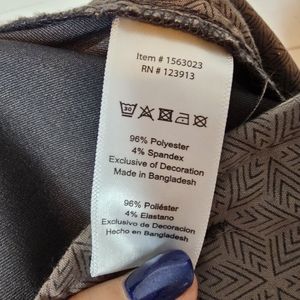 Item # 1563023
RN # 123913
30
96% Polyester
4% Spandex
Exclusive of Decoration
Made in Bangladesh
96% Poliéster
4% Elastano
Exclusivo de Decoración
Hecho en Bangladesh